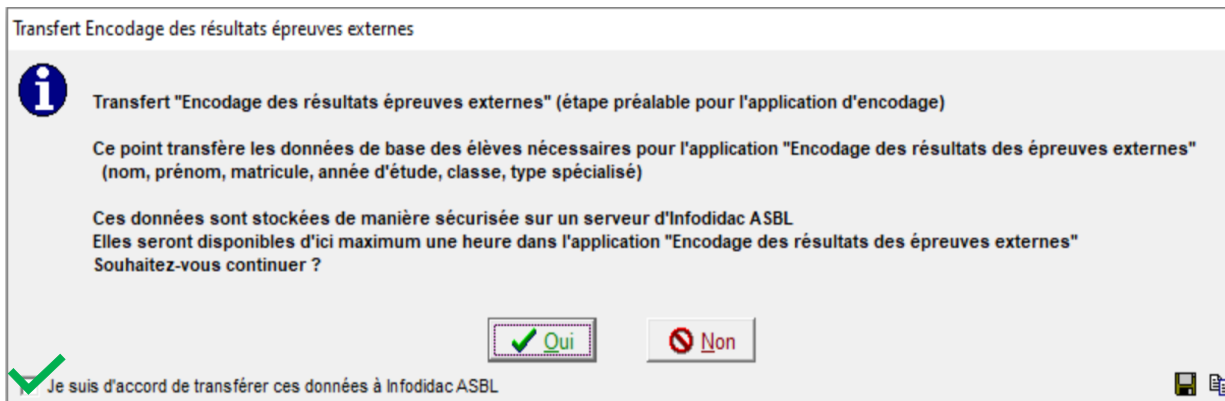 Transfert Encodage des résultats épreuves externes
Transfert "Encodage des résultats épreuves externes" (étape préalable pour l'application d'encodage)
Ce point transfère les données de base des élèves nécessaires pour l'application "Encodage des résultats des épreuves externes"
(nom, prénom, matricule, année d'étude, classe, type spécialisé)
Ces données sont stockées de manière sécurisée sur un serveur d'Infodidac ASBL
Elles seront disponibles d'ici maximum une heure dans l'application "Encodage des résultats des épreuves externes"
Souhaitez-vous continuer ?
Oui Non
Je suis d'accord de transférer ces données à Infodidac ASBL